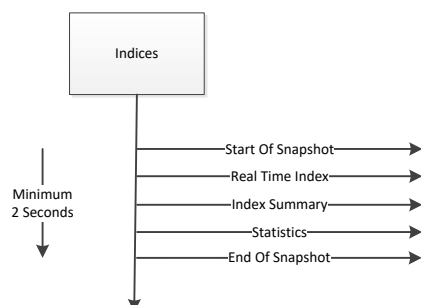 Indices
Start Of Snapshot
Real Time Index
Minimum
2 Seconds
Index Summary
Statistics
End Of Snapshot